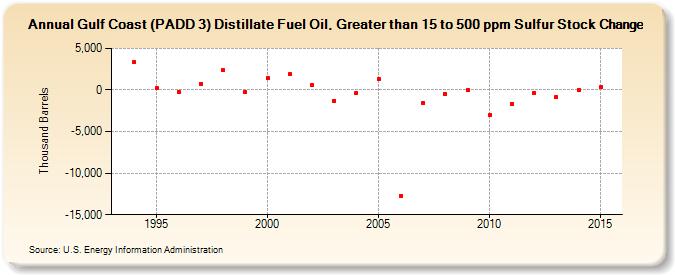 Annual Gulf Coast (PADD 3) Distillate Fuel Oil, Greater than 15 to 500 ppm Sulfur Stock Change
Thousand Barrels
5,000
0
-5,000
-10,000
-15,000
1995 2000 2005 2010 2015
Source: U.S. Energy Information Administration